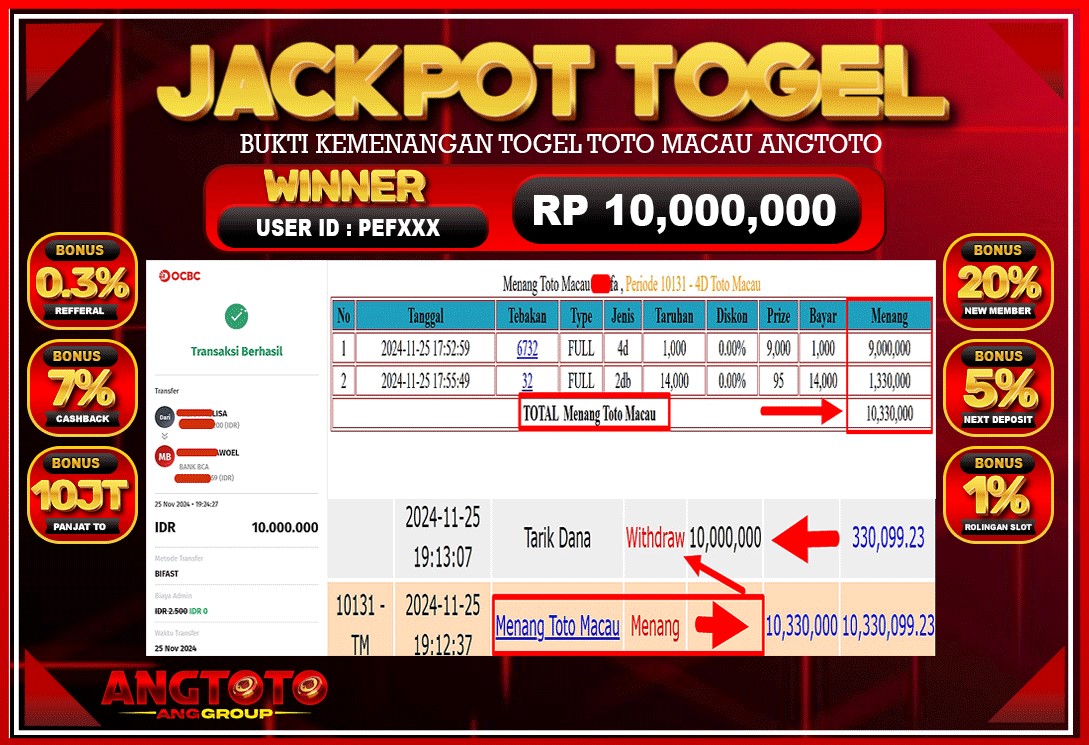 JACKPOT TOGEL
BUKTI KEMENANGAN TOGEL TOTO MACAU ANGTOTO
WINNER
USER ID : PEFXXX
RP 10,000,000
BONUS
0.3%
REFFERAL
BONUS
7%
CASHBACK
BONUS
10JT
PANJAT TO
BONUS
20%
NEW MEMBER
BONUS
5%
NEXT DEPOSIT
BONUS
1%
ROLINGAN SLOT
OCBC
Transaksi Berhasil
Transfer
Dari LISA
00 (IDR)
MB AWOEL
BANK BCA
59 (IDR)
25 Nov 2024 • 19:24:27
IDR 10.000.000
Metode Transfer
BIFAST
Biaya Admin
IDR 2.500 IDR 0
Waktu Transfer
25 Nov 2024
Menang Toto Macau fa , Periode 10131 - 4D Toto Macau
No Tanggal Tebakan Type Jenis Taruhan Diskon Prize Bayar Menang
1 2024-11-25 17:52:59 6732 FULL 4d 1,000 0.00% 9,000 1,000 9,000,000
2 2024-11-25 17:55:49 32 FULL 2db 14,000 0.00% 95 14,000 1,330,000
TOTAL Menang Toto Macau 10,330,000
2024-11-25
19:13:07
Tarik Dana Withdraw 10,000,000 330,099.23
10131 -
TM
2024-11-25
19:12:37
Menang Toto Macau Menang 10,330,000 10,330,099.23
ANGTOTO
ANGGROUP